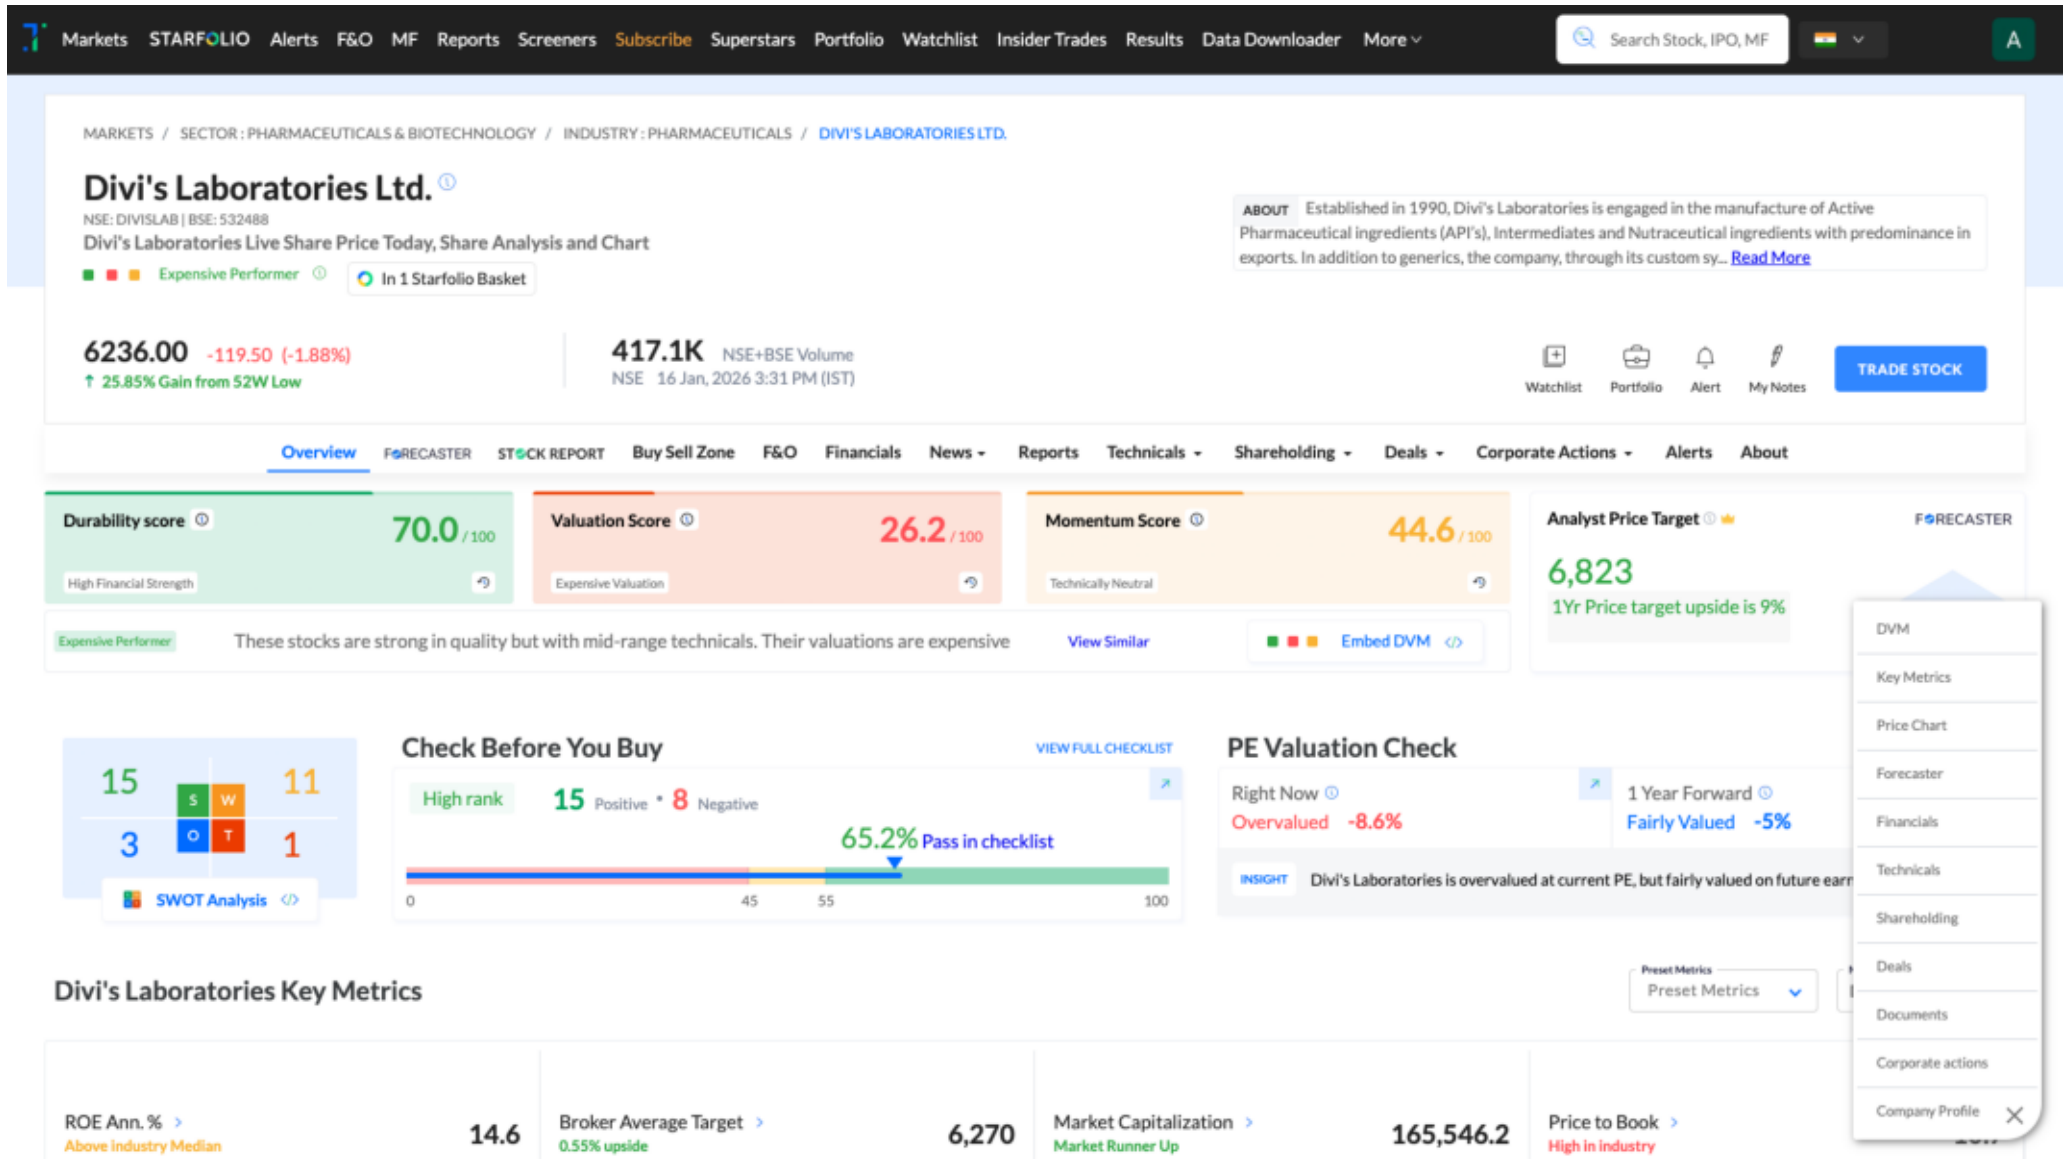 Markets STARFOLIO Alerts F&O MF Reports Screeners Subscribe Superstars Portfolio Watchlist Insider Trades Results Data Downloader More Search Stock, IPO, MF A
MARKETS / SECTOR : PHARMACEUTICALS & BIOTECHNOLOGY / INDUSTRY : PHARMACEUTICALS / DIVI'S LABORATORIES LTD.
Divi's Laboratories Ltd.
NSE: DIVISLAB | BSE: 532488
Divi's Laboratories Live Share Price Today, Share Analysis and Chart
Expensive Performer In 1 Starfolio Basket
ABOUT Established in 1990, Divi's Laboratories is engaged in the manufacture of Active
Pharmaceutical ingredients (API's), Intermediates and Nutraceutical ingredients with predominance in
exports. In addition to generics, the company, through its custom sy... Read More
6236.00 -119.50 (-1.88%)
↑ 25.85% Gain from 52W Low
417.1K NSE+BSE Volume
NSE 16 Jan, 2026 3:31 PM (IST)
Watchlist Portfolio Alert My Notes TRADE STOCK
Overview FORECASTER STOCK REPORT Buy Sell Zone F&O Financials News Reports Technicals Shareholding Deals Corporate Actions Alerts About
Durability score 70.0 / 100
High Financial Strength
Valuation Score 26.2 / 100
Expensive Valuation
Momentum Score 44.6 / 100
Technically Neutral
Analyst Price Target FORECASTER
6,823
1Yr Price target upside is 9%
Expensive Performer These stocks are strong in quality but with mid-range technicals. Their valuations are expensive View Similar Embed DVM </>
15 11
S W
O T
3 1
SWOT Analysis </>
Check Before You Buy VIEW FULL CHECKLIST
High rank 15 Positive • 8 Negative
65.2% Pass in checklist
0 45 55 100
PE Valuation Check
Right Now
Overvalued -8.6%
1 Year Forward
Fairly Valued -5%
INSIGHT Divi's Laboratories is overvalued at current PE, but fairly valued on future earn
Divi's Laboratories Key Metrics
Preset Metrics
Preset Metrics
ROE Ann. % 14.6
Above industry Median
Broker Average Target 6,270
0.55% upside
Market Capitalization 165,546.2
Market Runner Up
Price to Book
High in industry
DVM
Key Metrics
Price Chart
Forecaster
Financials
Technicals
Shareholding
Deals
Documents
Corporate actions
Company Profile